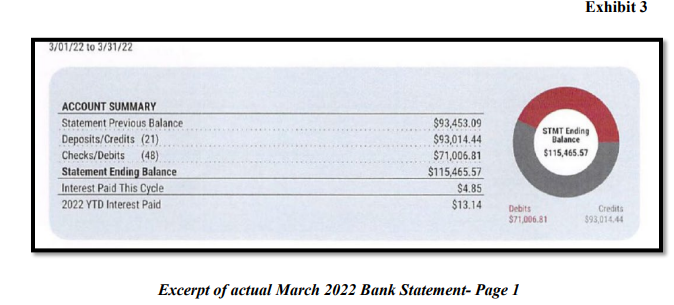 Exhibit 3
3/01/22 to 3/31/22
ACCOUNT SUMMARY
Statement Previous Balance $93,453.09
Deposits/Credits (21) $93,014.44
Checks/Debits (48) $71,006.81
Statement Ending Balance $115,465.57
Interest Paid This Cycle $4.85
2022 YTD Interest Paid $13.14
STMT Ending
Balance
$115,465.57
Debits Credits
$71,006.81 $93,014.44
Excerpt of actual March 2022 Bank Statement- Page 1